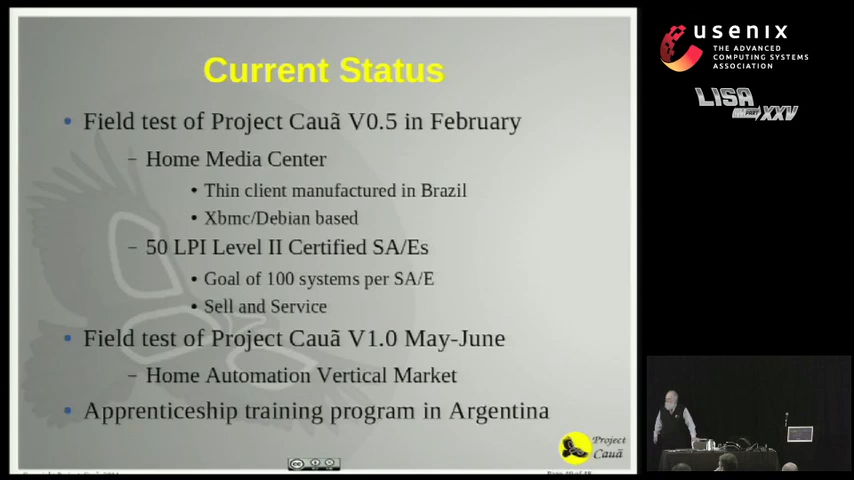 Current Status
• Field test of Project Cauã V0.5 in February
– Home Media Center
• Thin client manufactured in Brazil
• Xbmc/Debian based
– 50 LPI Level II Certified SA/Es
• Goal of 100 systems per SA/E
• Sell and Service
• Field test of Project Cauã V1.0 May-June
– Home Automation Vertical Market
• Apprenticeship training program in Argentina
Project
Cauã
usenix
THE ADVANCED
COMPUTING SYSTEMS
ASSOCIATION
LISA
XXV